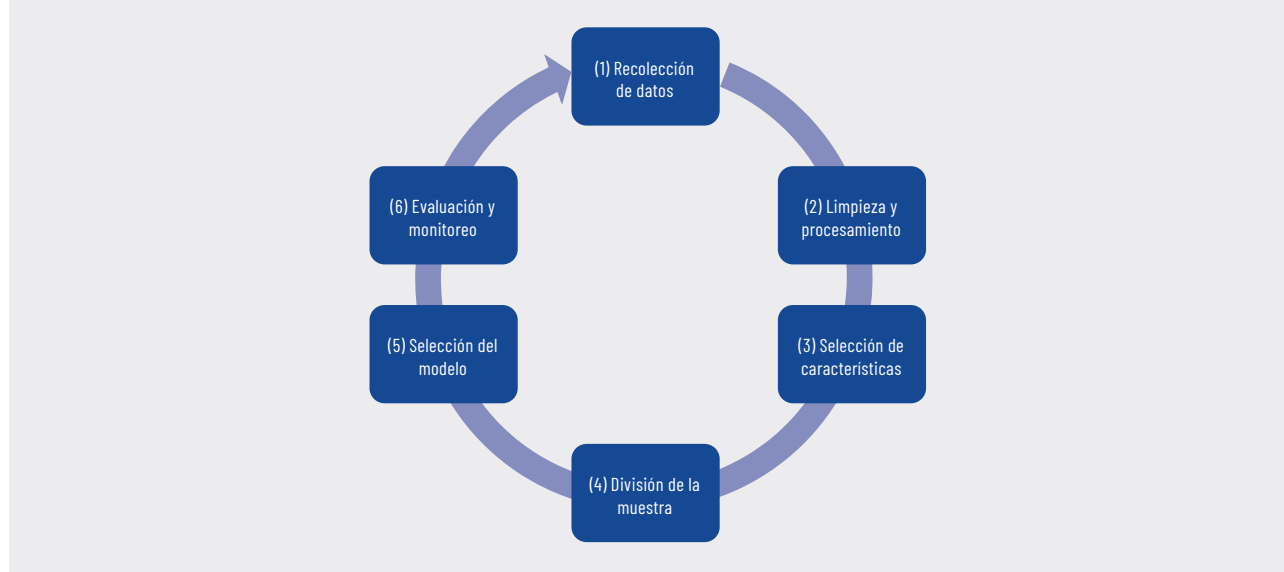 (1) Recolección
de datos
(2) Limpieza y
procesamiento
(3) Selección de
características
(4) División de la
muestra
(5) Selección del
modelo
(6) Evaluación y
monitoreo